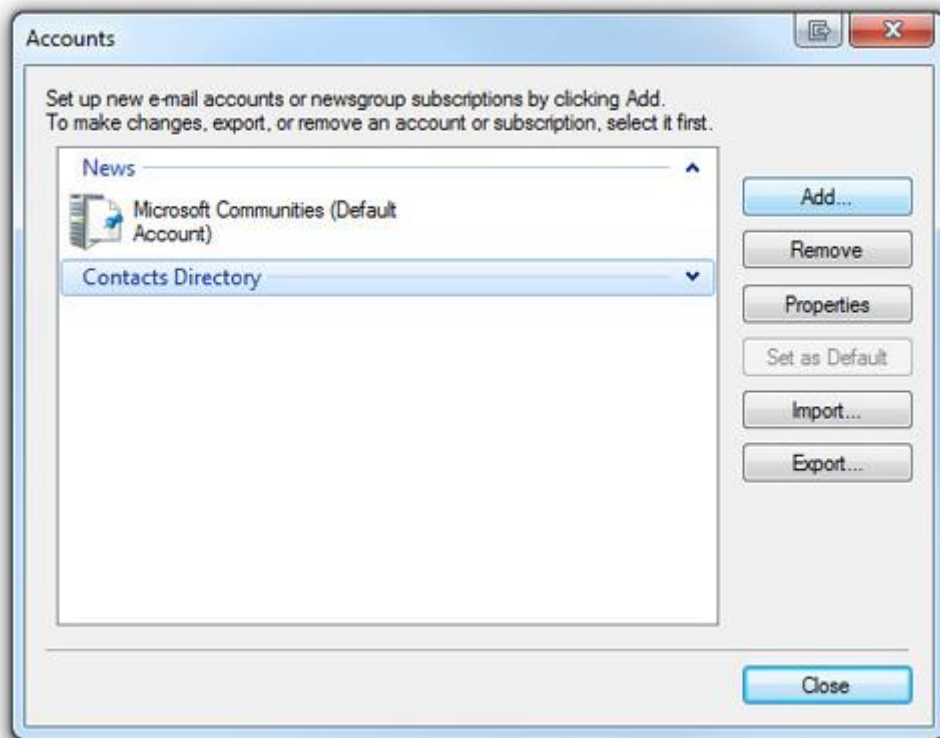 Accounts
Set up new e-mail accounts or newsgroup subscriptions by clicking Add.
To make changes, export, or remove an account or subscription, select it first.
News
Microsoft Communities (Default
Account)
Contacts Directory
Add...
Remove
Properties
Set as Default
Import...
Export...
Close